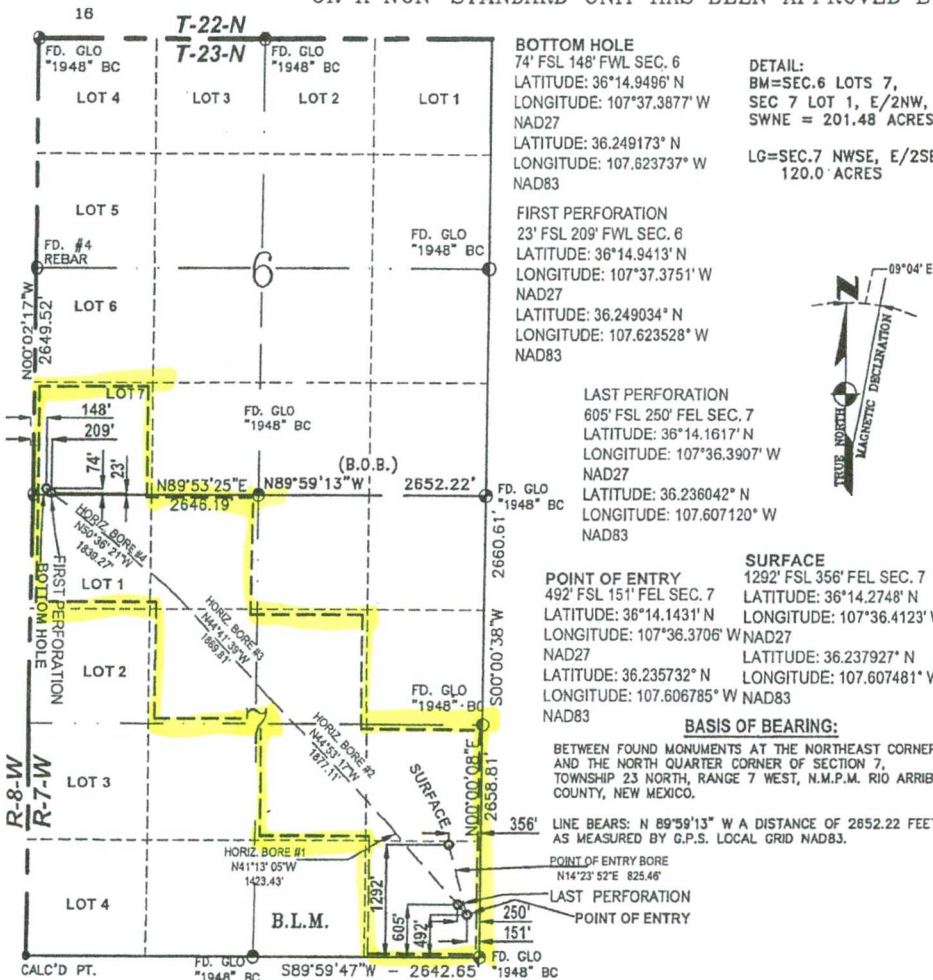 16
T-22-N
T-23-N
FD. GLO
"1948" BC
FD. GLO
"1948" BC
LOT 4
LOT 3
LOT 2
LOT 1
LOT 5
FD. #4
REBAR
6
FD. GLO
"1948" BC
LOT 6
N00°02'17"W
2649.52'
LOT 7
148'
209'
74'
23'
FD. GLO
"1948" BC
(B.O.B.)
N89°53'25"E
2646.19'
N89°59'13"W
2652.22'
FD. GLO
"1948" BC
HORIZ. BORE #4
N50°36'21"W
1839.27'
FIRST PERFORATION
BOTTOM HOLE
LOT 1
2660.61'
S00°00'38"W
HORIZ. BORE #3
N44°41'39"W
1869.81'
LOT 2
FD. GLO
"1948" BC
HORIZ. BORE #2
N44°53'17"W
1877.11'
SURFACE
R-8-W
R-7-W
LOT 3
N00°00'08"E
2658.81'
356'
HORIZ. BORE #1
N41°13'05"W
1423.43'
1292'
605'
492'
POINT OF ENTRY BORE
N14°23'52"E 825.46'
LAST PERFORATION
POINT OF ENTRY
250'
151'
LOT 4
B.L.M.
CALC'D PT.
FD. GLO
"1948" BC
S89°59'47"W - 2642.65'
FD. GLO
"1948" BC
BOTTOM HOLE
74' FSL 148' FWL SEC. 6
LATITUDE: 36°14.9496' N
LONGITUDE: 107°37.3877' W
NAD27
LATITUDE: 36.249173° N
LONGITUDE: 107.623737° W
NAD83
DETAIL:
BM=SEC.6 LOTS 7,
SEC 7 LOT 1, E/2NW,
SWNE = 201.48 ACRES
LG=SEC.7 NWSE, E/2SE
120.0 ACRES
FIRST PERFORATION
23' FSL 209' FWL SEC. 6
LATITUDE: 36°14.9413' N
LONGITUDE: 107°37.3751' W
NAD27
LATITUDE: 36.249034° N
LONGITUDE: 107.623528° W
NAD83
09°04' E
N
TRUE NORTH
MAGNETIC DECLINATION
LAST PERFORATION
605' FSL 250' FEL SEC. 7
LATITUDE: 36°14.1617' N
LONGITUDE: 107°36.3907' W
NAD27
LATITUDE: 36.236042° N
LONGITUDE: 107.607120° W
NAD83
POINT OF ENTRY
492' FSL 151' FEL SEC. 7
LATITUDE: 36°14.1431' N
LONGITUDE: 107°36.3706' W
NAD27
LATITUDE: 36.235732° N
LONGITUDE: 107.606785° W
NAD83
SURFACE
1292' FSL 356' FEL SEC. 7
LATITUDE: 36°14.2748' N
LONGITUDE: 107°36.4123' W
NAD27
LATITUDE: 36.237927° N
LONGITUDE: 107.607481° W
NAD83
BASIS OF BEARING:
BETWEEN FOUND MONUMENTS AT THE NORTHEAST CORNER
AND THE NORTH QUARTER CORNER OF SECTION 7,
TOWNSHIP 23 NORTH, RANGE 7 WEST, N.M.P.M. RIO ARRIB
COUNTY, NEW MEXICO.
LINE BEARS: N 89°59'13" W A DISTANCE OF 2652.22 FEET
AS MEASURED BY G.P.S. LOCAL GRID NAD83.